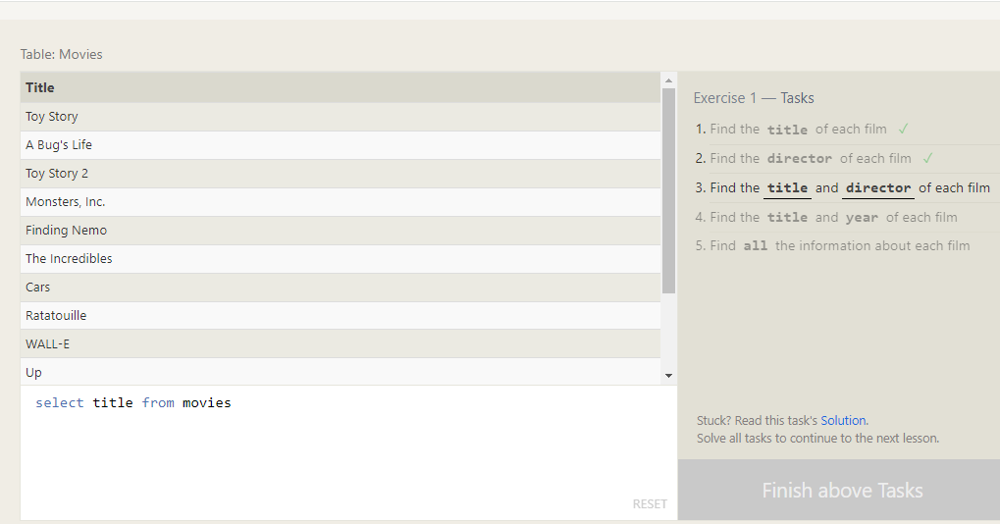 Table: Movies
Title
Toy Story
A Bug's Life
Toy Story 2
Monsters, Inc.
Finding Nemo
The Incredibles
Cars
Ratatouille
WALL-E
Up
select title from movies
RESET
Exercise 1 — Tasks
1. Find the title of each film ✓
2. Find the director of each film ✓
3. Find the title and director of each film
4. Find the title and year of each film
5. Find all the information about each film
Stuck? Read this task's Solution.
Solve all tasks to continue to the next lesson.
Finish above Tasks